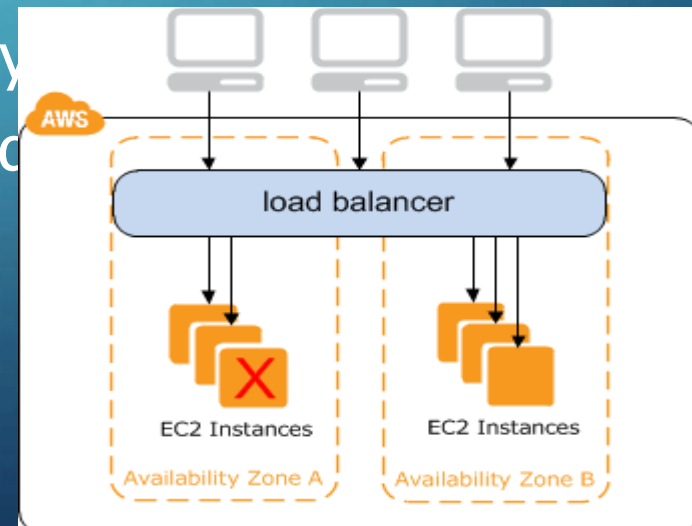 AWS
load balancer
EC2 Instances
EC2 Instances
Availability Zone A
Availability Zone B
X